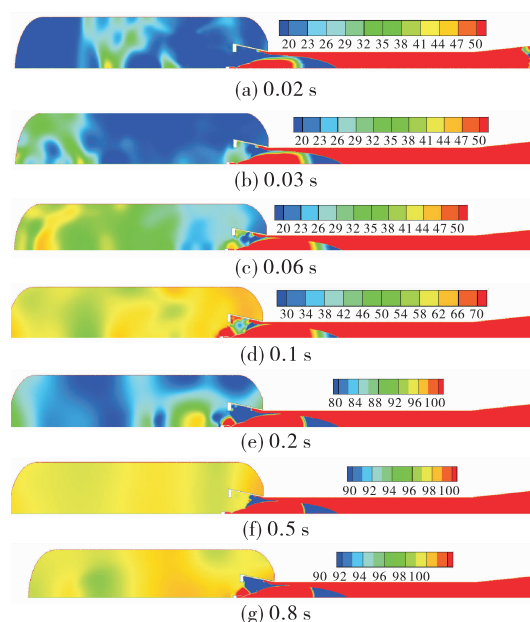 20 23 26 29 32 35 38 41 44 47 50
(a) 0.02 s
20 23 26 29 32 35 38 41 44 47 50
(b) 0.03 s
20 23 26 29 32 35 38 41 44 47 50
(c) 0.06 s
30 34 38 42 46 50 54 58 62 66 70
(d) 0.1 s
80 84 88 92 96 100
(e) 0.2 s
90 92 94 96 98 100
(f) 0.5 s
90 92 94 96 98 100
(g) 0.8 s